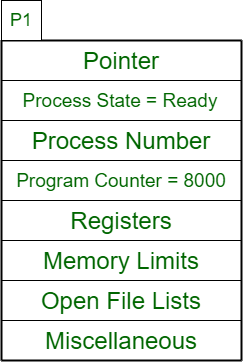 P1
Pointer
Process State = Ready
Process Number
Program Counter = 8000
Registers
Memory Limits
Open File Lists
Miscellaneous